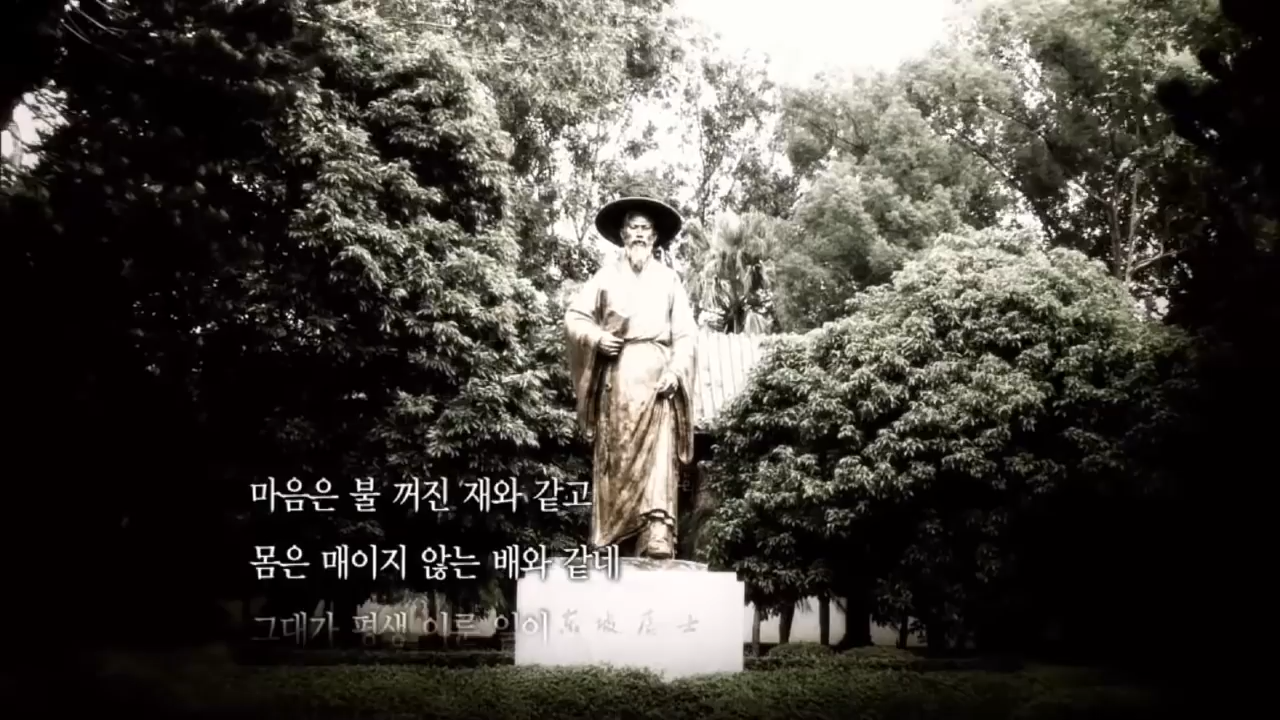 마음은 불 꺼진 재와 같고
몸은 매이지 않는 배와 같네
그대가 평생 이룬 일이
东坡居士